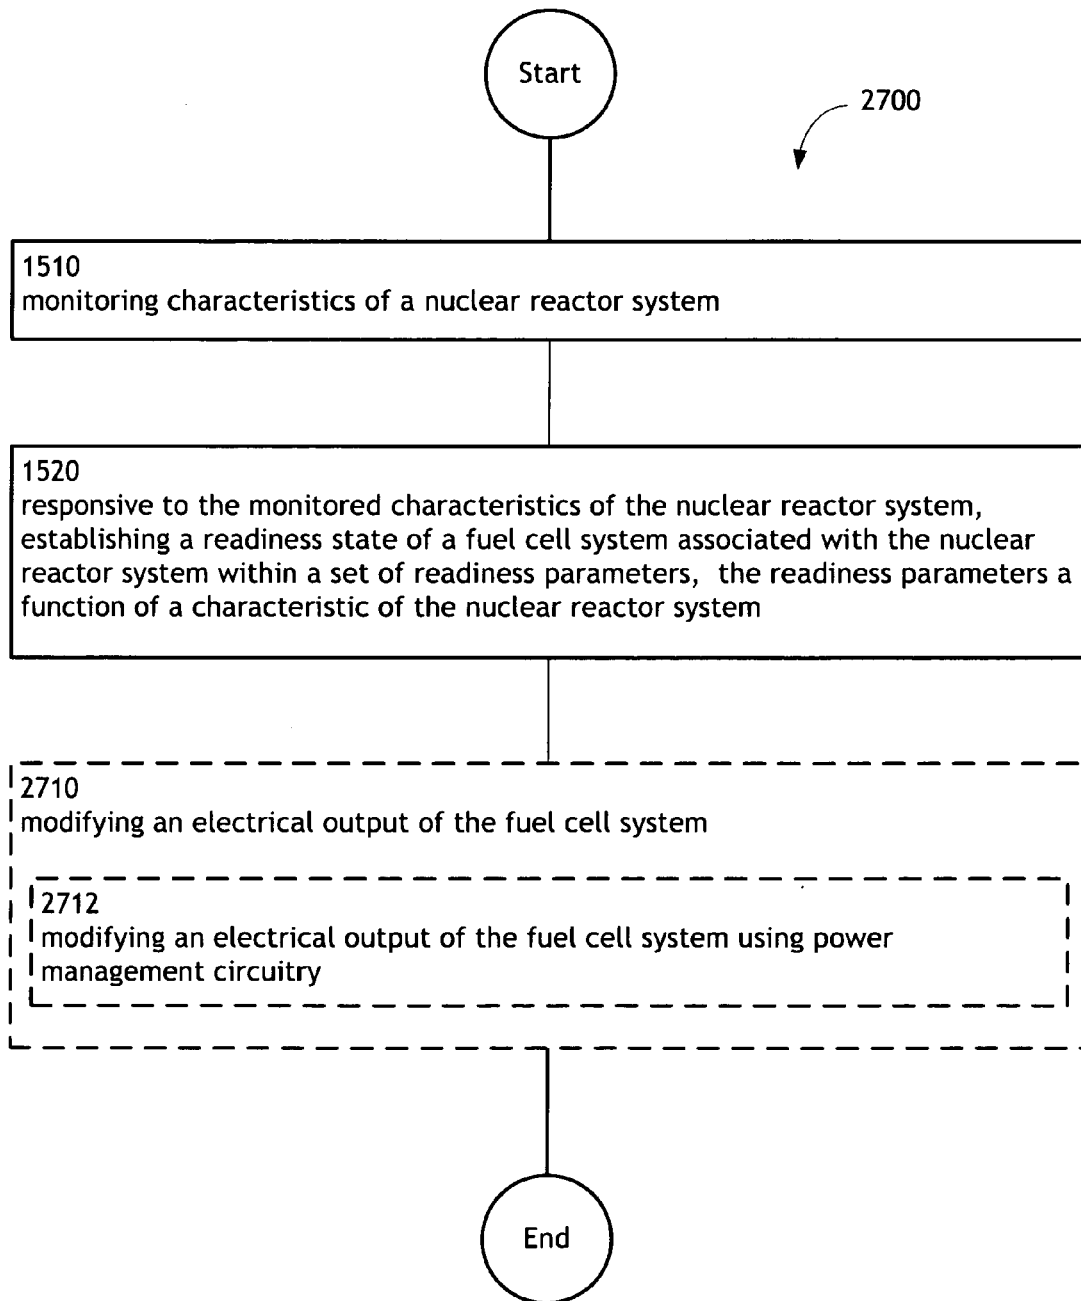 Start
2700
1510
monitoring characteristics of a nuclear reactor system
1520
responsive to the monitored characteristics of the nuclear reactor system,
establishing a readiness state of a fuel cell system associated with the nuclear
reactor system within a set of readiness parameters, the readiness parameters a
function of a characteristic of the nuclear reactor system
2710
modifying an electrical output of the fuel cell system
2712
modifying an electrical output of the fuel cell system using power
management circuitry
End